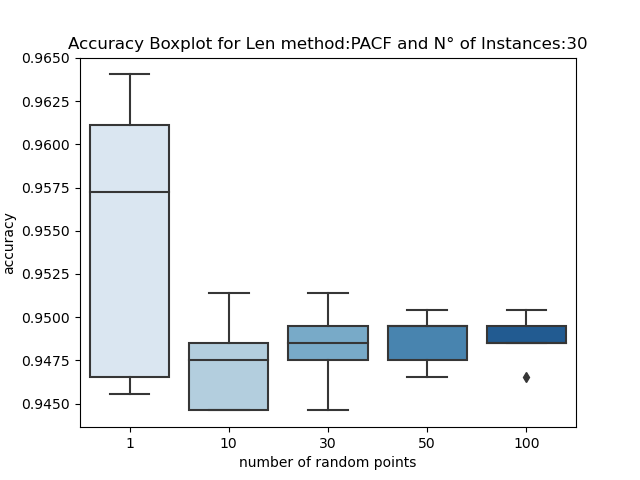 Accuracy Boxplot for Len method:PACF and N° of Instances:30
0.9650
0.9625
0.9600
0.9575
0.9550
0.9525
0.9500
0.9475
0.9450
accuracy
1 10 30 50 100
number of random points